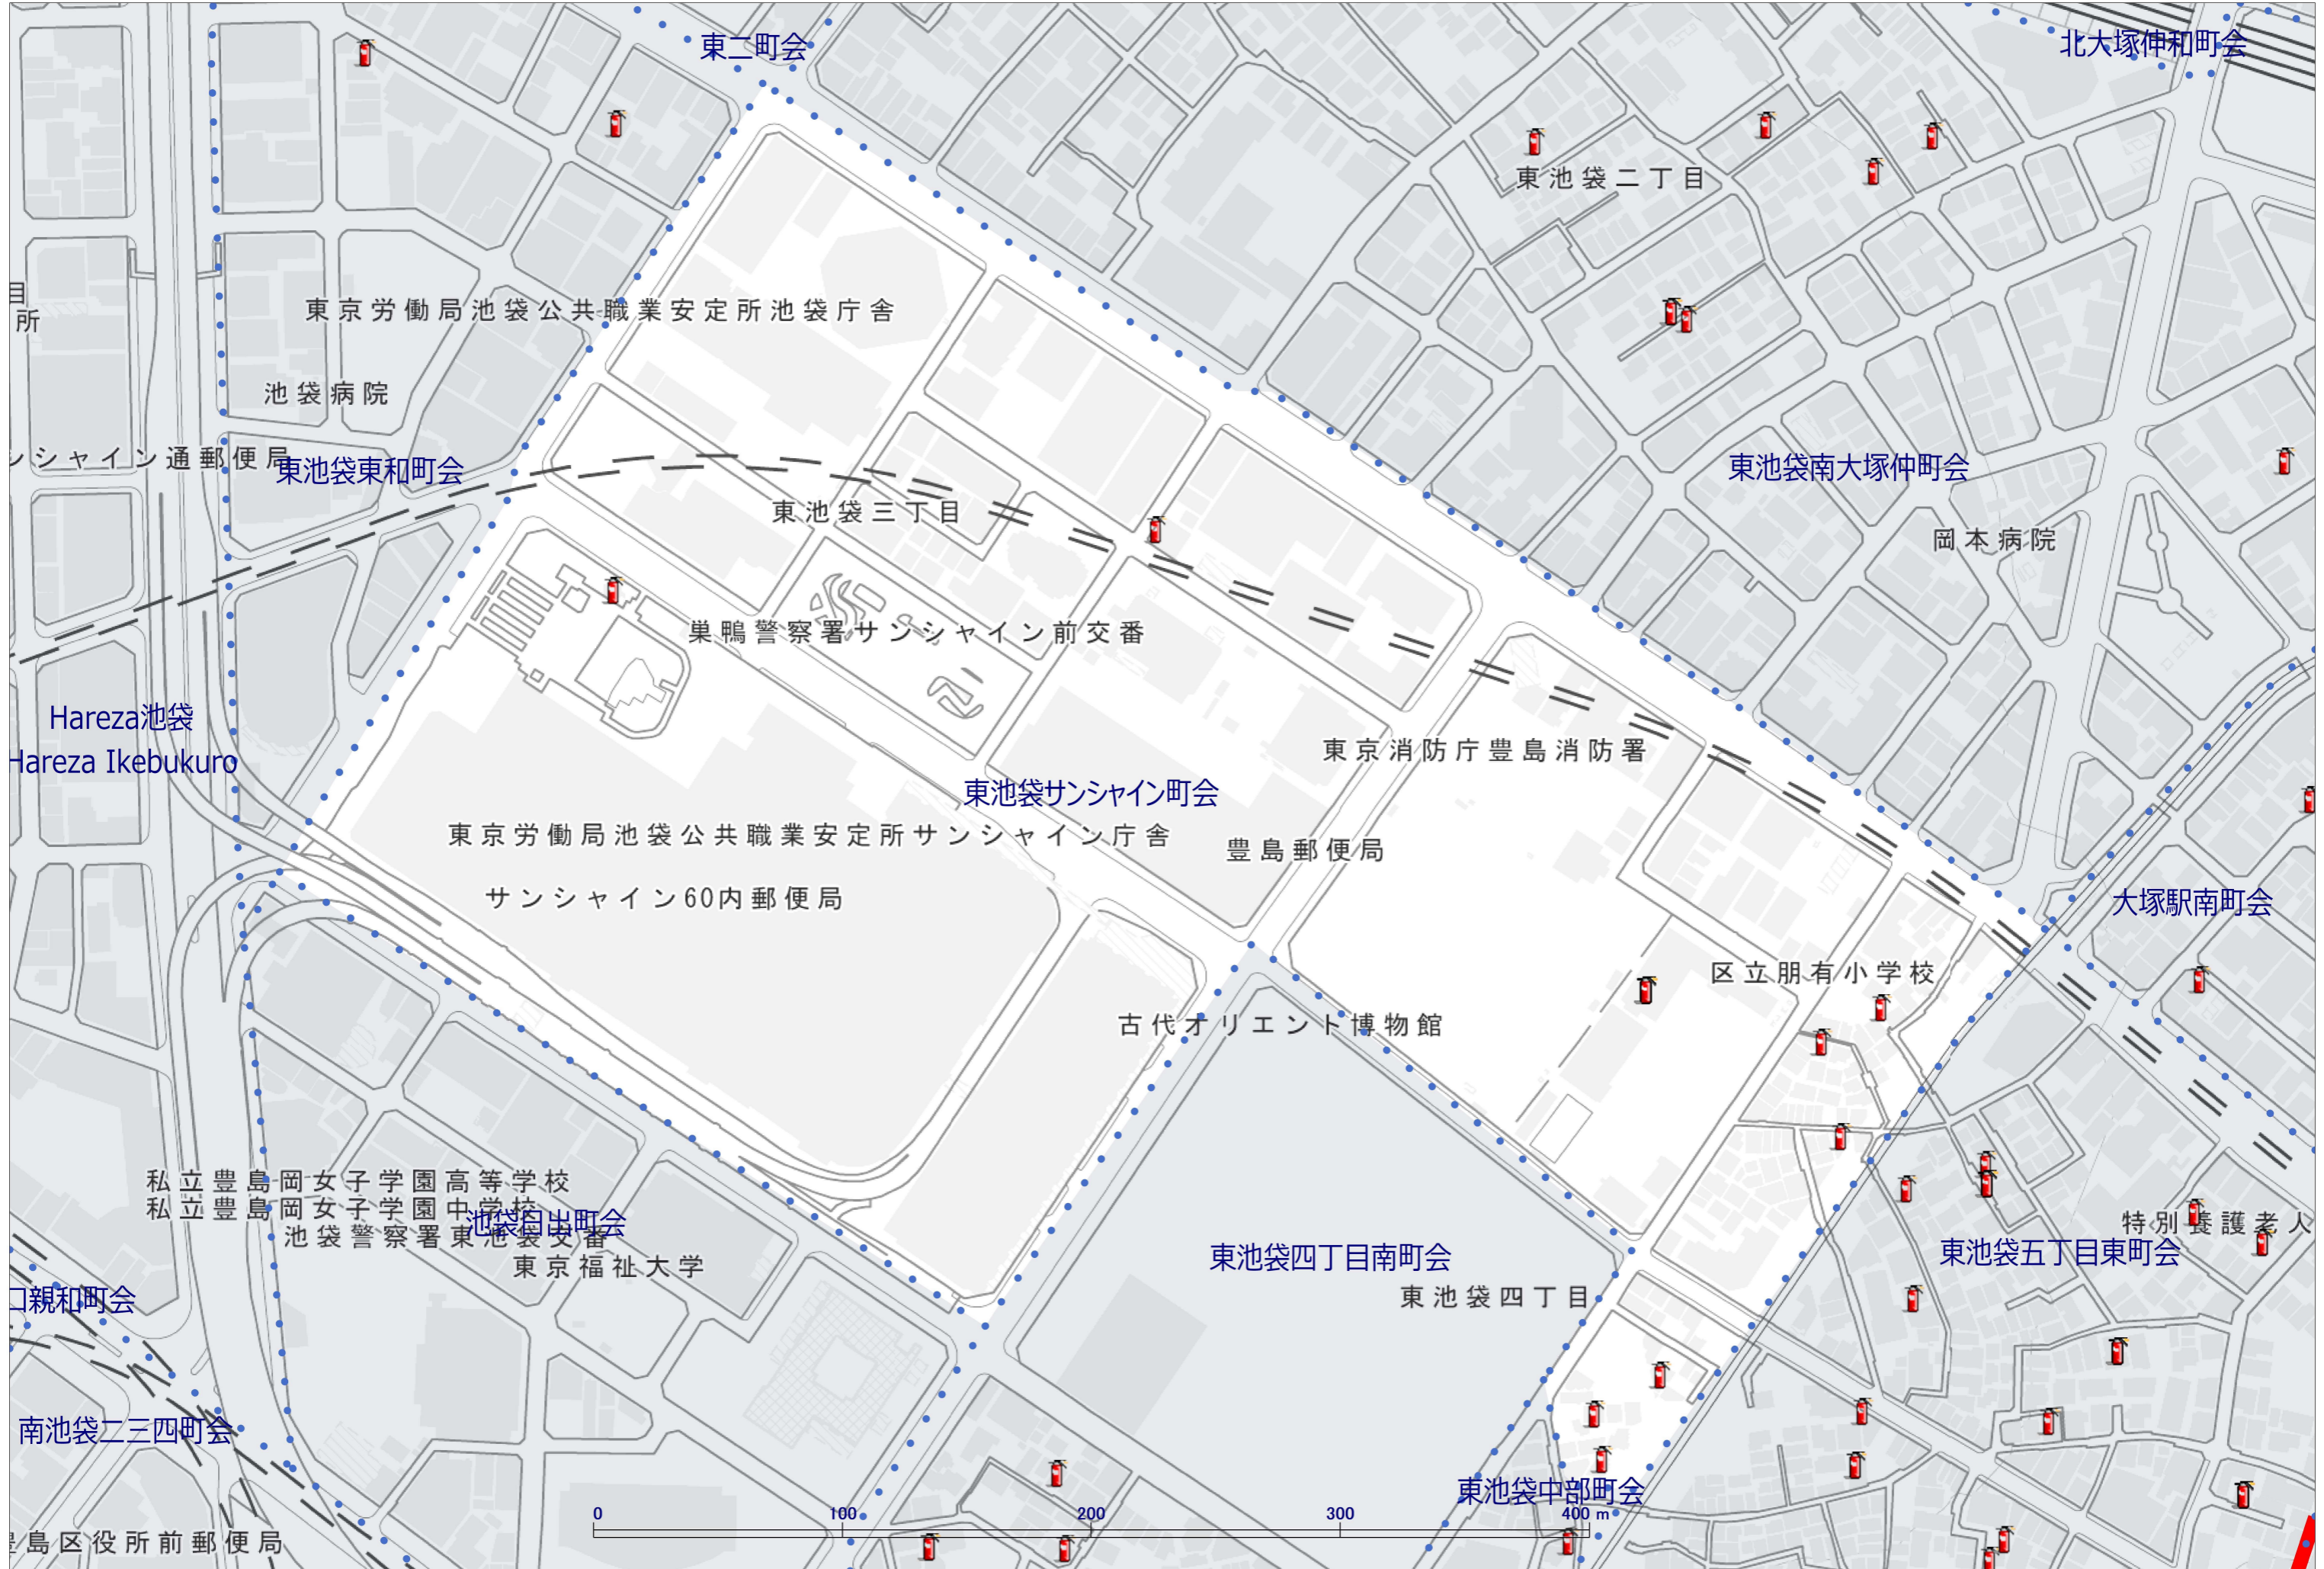 東二町会
北大塚仲和町会
東池袋二丁目
目
所
東京労働局池袋公共職業安定所池袋庁舎
池袋病院
ンシャイン通郵便局
東池袋東和町会
東池袋南大塚仲町会
東池袋三丁目
岡本病院
巣鴨警察署サンシャイン前交番
Hareza池袋
Hareza Ikebukuro
東京消防庁豊島消防署
東池袋サンシャイン町会
東京労働局池袋公共職業安定所サンシャイン庁舎
豊島郵便局
サンシャイン60内郵便局
大塚駅南町会
区立朋有小学校
古代オリエント博物館
私立豊島岡女子学園高等学校
私立豊島岡女子学園中学校
池袋日出町会
池袋警察署東池袋交番
東京福祉大学
特別養護老人
東池袋五丁目東町会
東池袋四丁目南町会
東池袋四丁目
口親和町会
南池袋二三四町会
東池袋中部町会
0 100 200 300 400 m
島区役所前郵便局